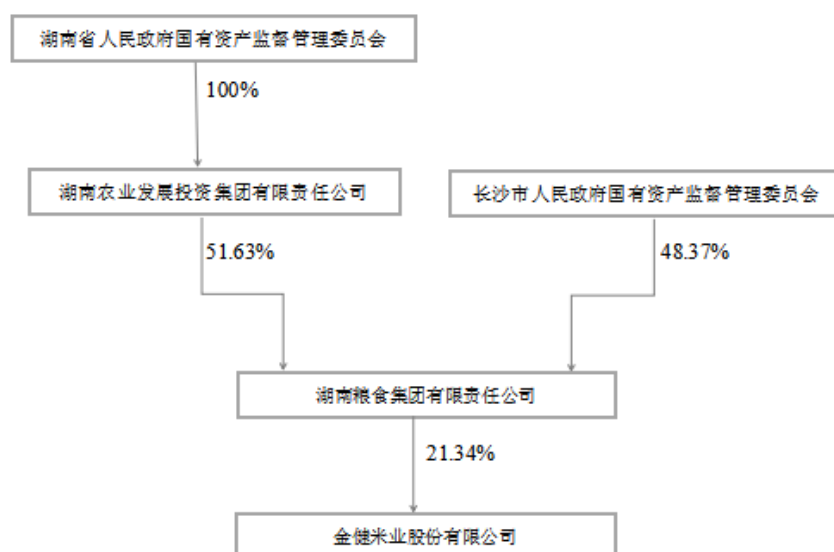 湖南省人民政府国有资产监督管理委员会
100%
湖南农业发展投资集团有限责任公司
长沙市人民政府国有资产监督管理委员会
51.63%
48.37%
湖南粮食集团有限责任公司
21.34%
金健米业股份有限公司